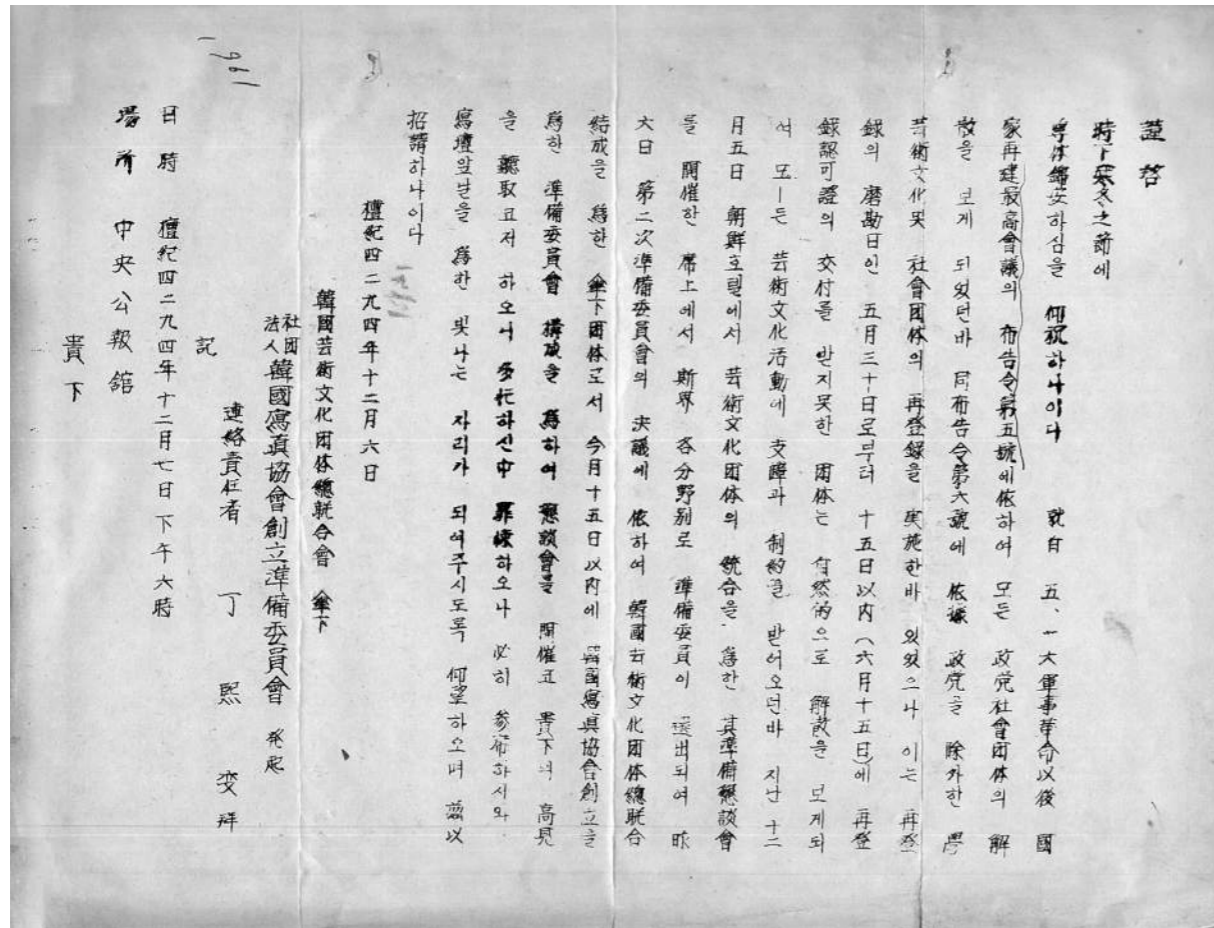 謹啓
時下寒冬之節에
尊体錦安하심을 仰祝하나이다 就白 五、一六軍事革命以後 國
家再建最高會議의 布告令第五號에依하여 모든 政党社會団体의 解
散을 보게 되었던바 同布告令第六號에 依據 政党을 除外한 學
芸術文化및 社會団体의 再登録을 実施한바 있었으나 이는 再登
録의 磨勘日인 五月三十日로부터 十五日以内(六月十五日)에 再登
録認可證의 交付를 받지못한 団体는 自然的으로 解散을 보게되
여 모ー든 芸術文化活動에 支障과 制約을 받어오던바 지난 十二
月五日 朝鮮호텔에서 芸術文化団体의 統合을 爲한 其準備懇談會
를 開催한 席上에서 斯界 各分野別로 準備委員이 選出되여 昨
六日 第二次準備委員會의 決議에 依하여 韓國芸術文化団体總聯合
結成을 爲한 傘下団体로서 今月十五日以内에 韓國寫真協會創立을
爲한 準備委員會 構成을 爲하여 懇談會를 開催코 貴下의 高見
을 聽取코저 하오니 多忙하신中 罪悚하오나 必히 參席하시와
寫壇앞날을 爲한 빛나는 자리가 되여주시도록 仰望하오며 茲以
招請하나이다
檀紀四二九四年十二月六日
韓國芸術文化団体總聯合會 傘下
社団法人 韓國寫真協會創立準備委員會 発起
連絡責任者 丁熙 拜
記
日時 檀紀四二九四年十二月七日下午六時
場所 中央公報舘
貴下
1961